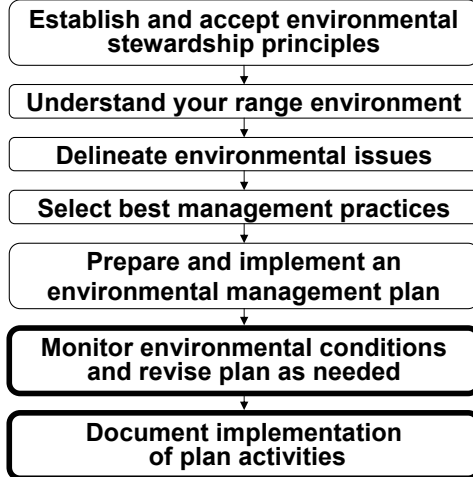 Establish and accept environmental
stewardship principles
Understand your range environment
Delineate environmental issues
Select best management practices
Prepare and implement an
environmental management plan
Monitor environmental conditions
and revise plan as needed
Document implementation
of plan activities